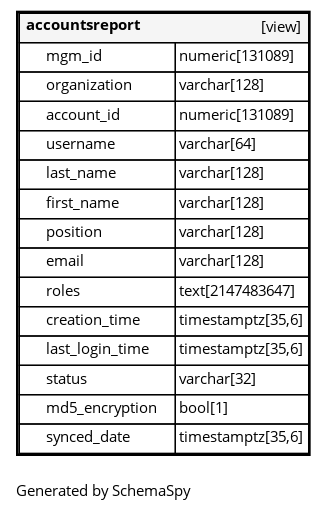 accountsreport [view]
mgm_id numeric[131089]
organization varchar[128]
account_id numeric[131089]
username varchar[64]
last_name varchar[128]
first_name varchar[128]
position varchar[128]
email varchar[128]
roles text[2147483647]
creation_time timestamptz[35,6]
last_login_time timestamptz[35,6]
status varchar[32]
md5_encryption bool[1]
synced_date timestamptz[35,6]
Generated by SchemaSpy